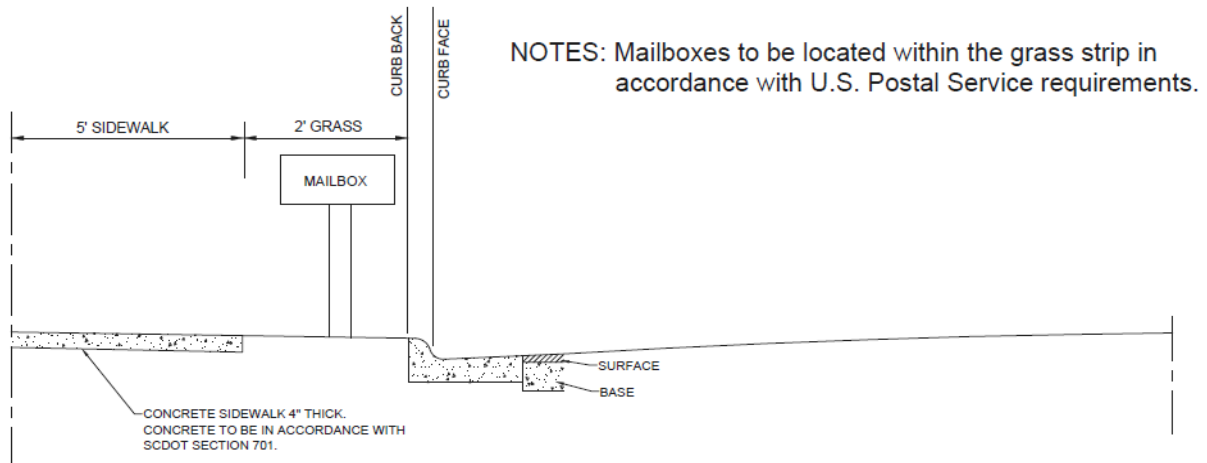 CURB BACK
CURB FACE
NOTES: Mailboxes to be located within the grass strip in
accordance with U.S. Postal Service requirements.
5' SIDEWALK
2' GRASS
MAILBOX
SURFACE
BASE
CONCRETE SIDEWALK 4" THICK.
CONCRETE TO BE IN ACCORDANCE WITH
SCDOT SECTION 701.